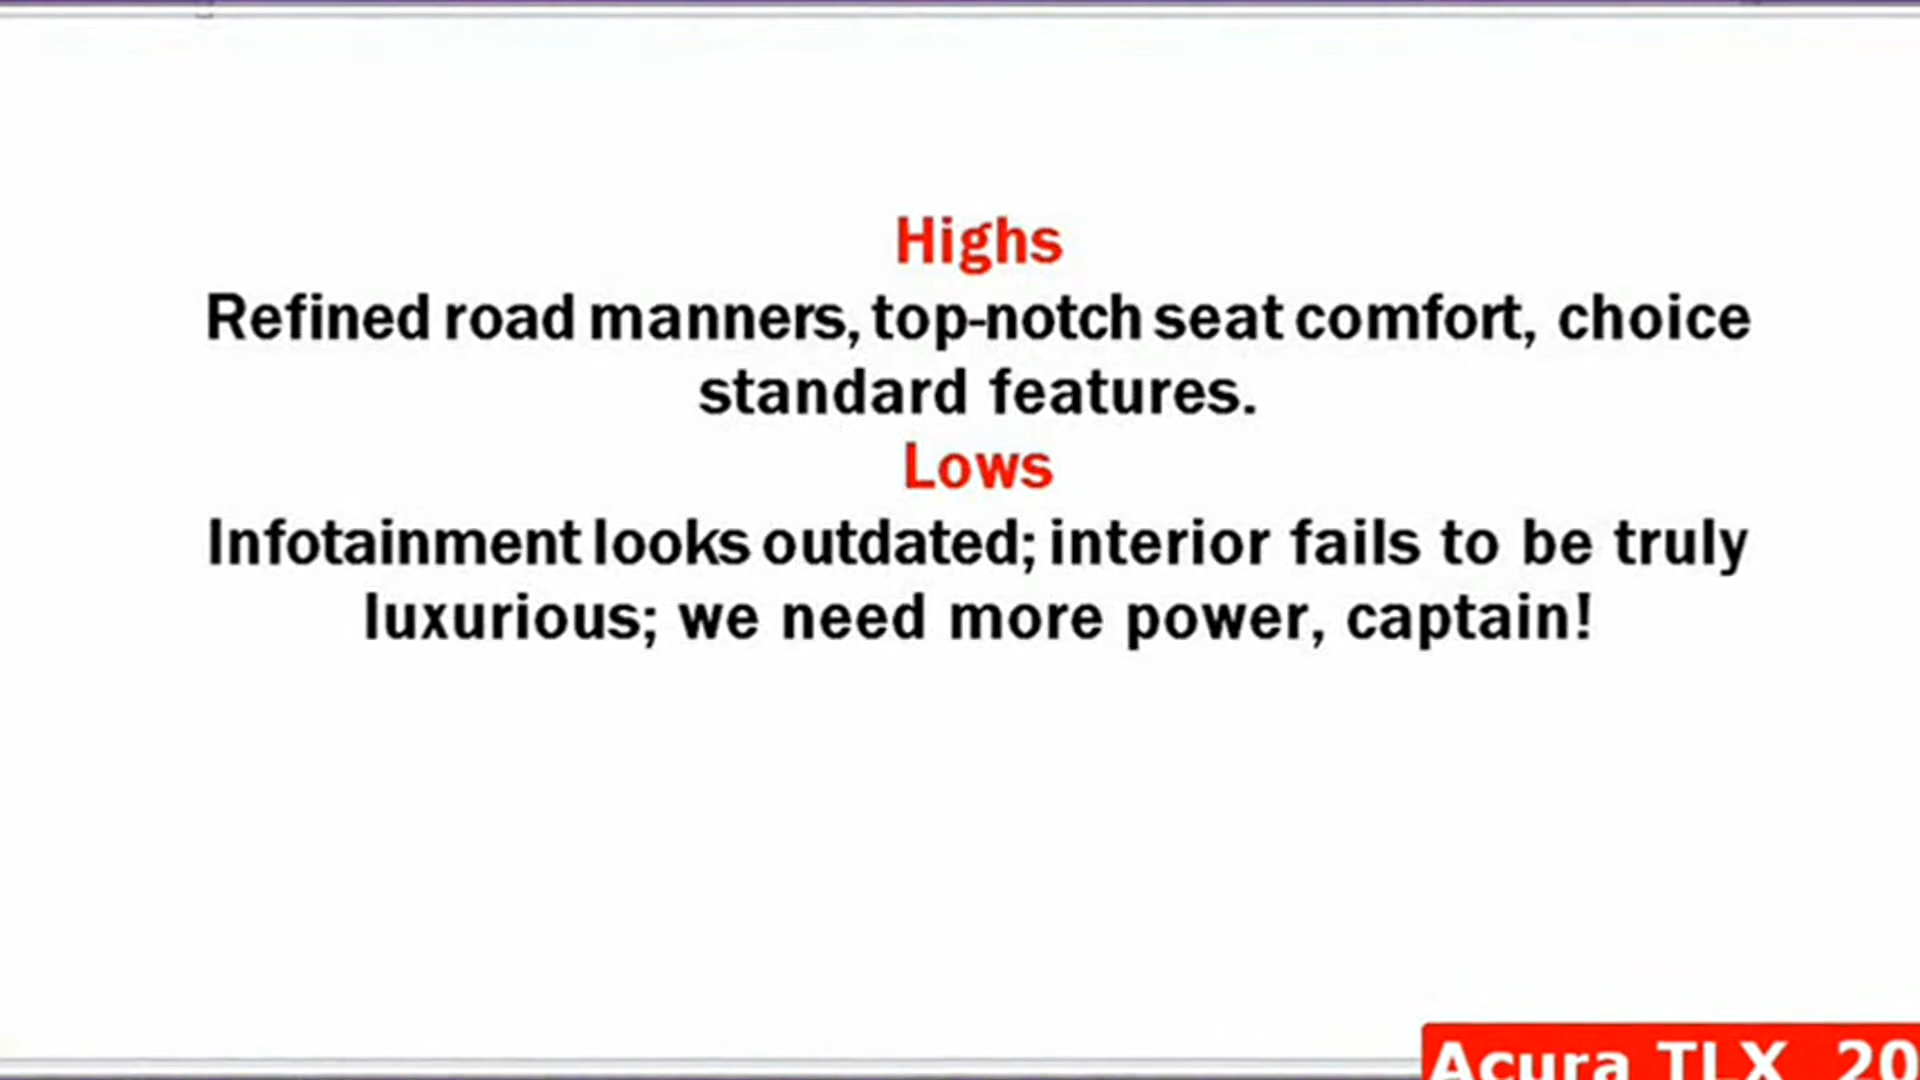 Highs
Refined road manners, top-notch seat comfort, choice
standard features.
Lows
Infotainment looks outdated; interior fails to be truly
luxurious; we need more power, captain!
Acura TLX 20